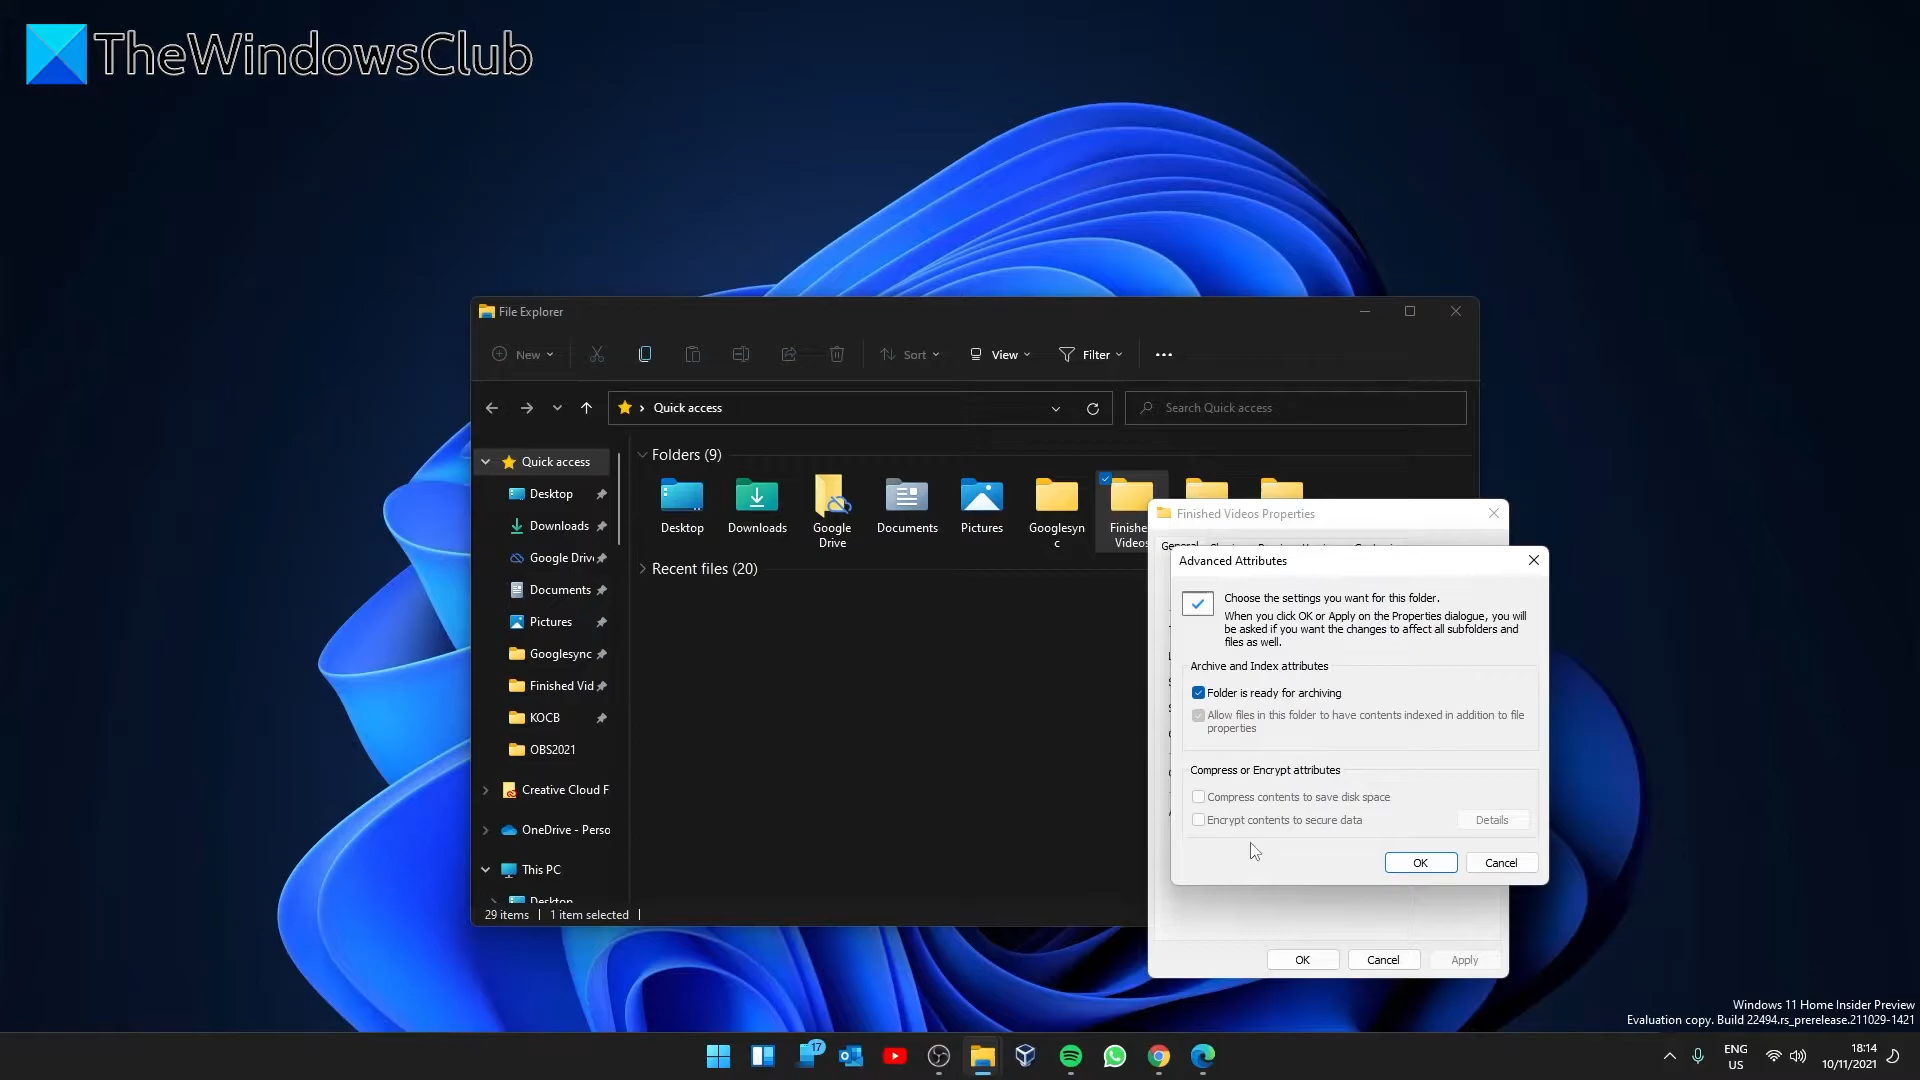 TheWindowsClub
File Explorer
New
Sort
View
Filter
Quick access
Search Quick access
Quick access
Desktop
Downloads
Google Driv
Documents
Pictures
Googlesync
Finished Vid
KOCB
OBS2021
Creative Cloud F
OneDrive - Perso
This PC
Desktop
29 items
1 item selected
Folders (9)
Desktop
Downloads
Google
Drive
Documents
Pictures
Googlesyn
c
Finishe
Videos
Recent files (20)
Finished Videos Properties
General
Advanced Attributes
Choose the settings you want for this folder.
When you click OK or Apply on the Properties dialogue, you will
be asked if you want the changes to affect all subfolders and
files as well.
Archive and Index attributes
Folder is ready for archiving
Allow files in this folder to have contents indexed in addition to file
properties
Compress or Encrypt attributes
Compress contents to save disk space
Encrypt contents to secure data
Details
OK
Cancel
OK
Cancel
Apply
Windows 11 Home Insider Preview
Evaluation copy. Build 22494.rs_prerelease.211029-1421
17
ENG
US
18:14
10/11/2021